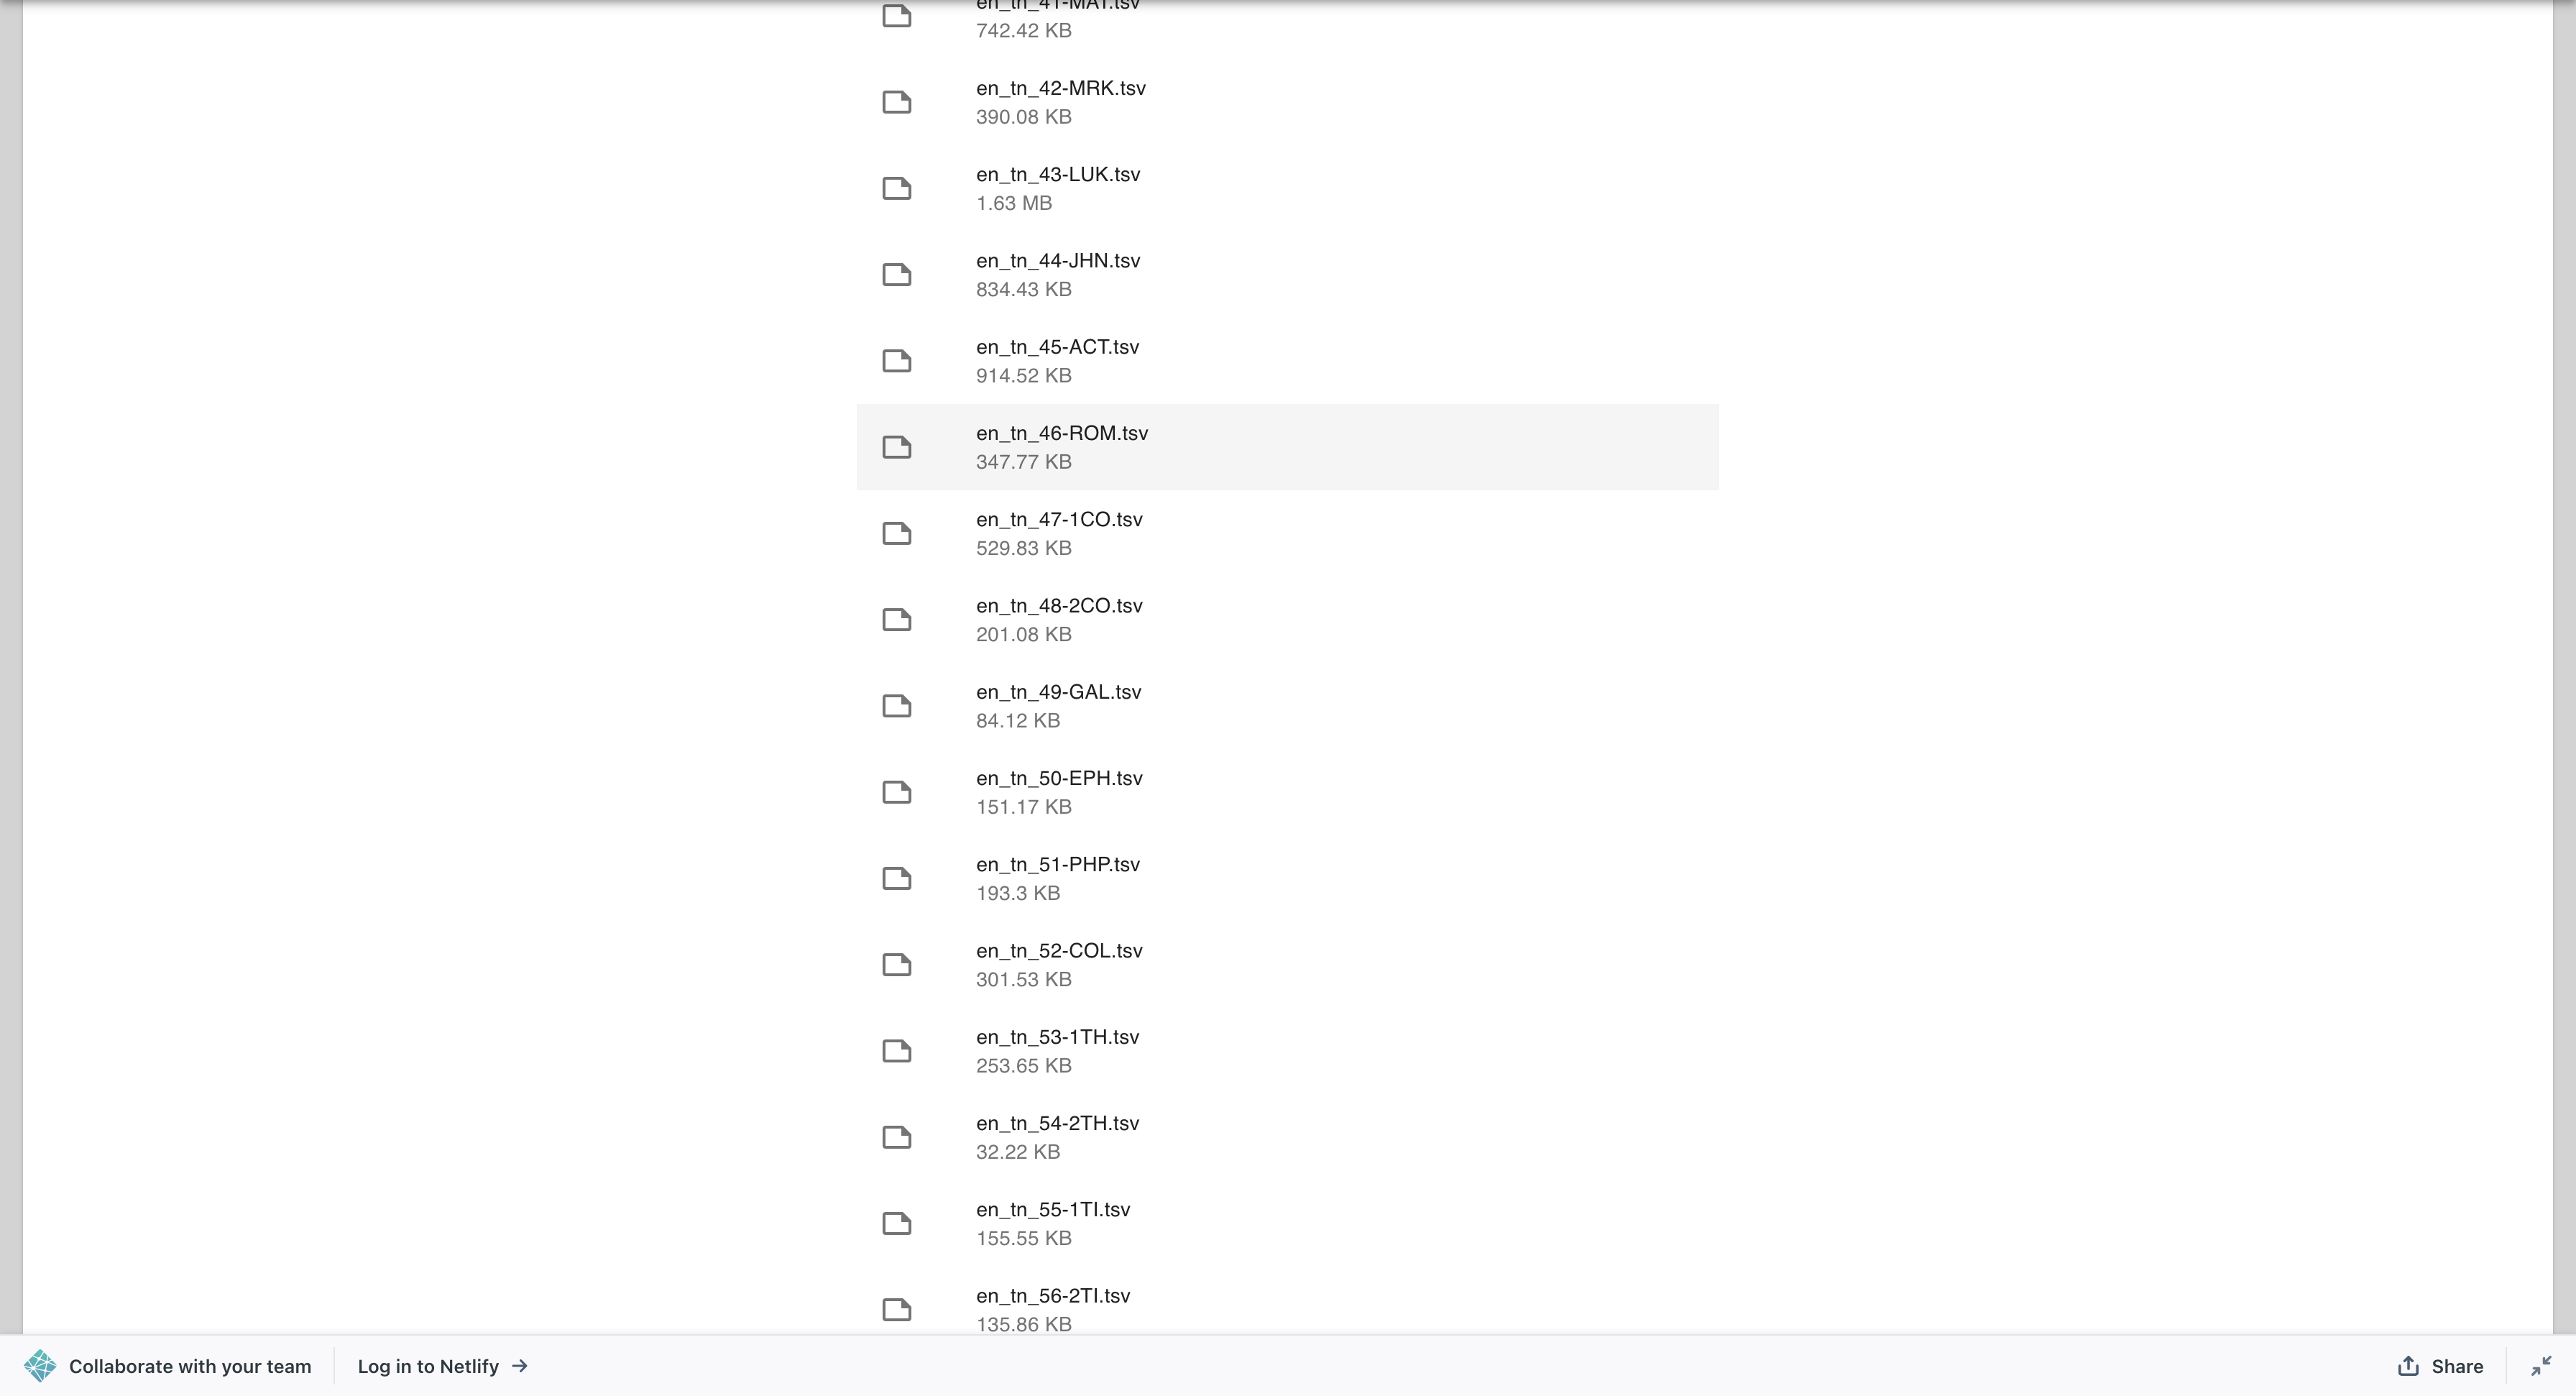 en_tn_41-MAT.tsv
742.42 KB
en_tn_42-MRK.tsv
390.08 KB
en_tn_43-LUK.tsv
1.63 MB
en_tn_44-JHN.tsv
834.43 KB
en_tn_45-ACT.tsv
914.52 KB
en_tn_46-ROM.tsv
347.77 KB
en_tn_47-1CO.tsv
529.83 KB
en_tn_48-2CO.tsv
201.08 KB
en_tn_49-GAL.tsv
84.12 KB
en_tn_50-EPH.tsv
151.17 KB
en_tn_51-PHP.tsv
193.3 KB
en_tn_52-COL.tsv
301.53 KB
en_tn_53-1TH.tsv
253.65 KB
en_tn_54-2TH.tsv
32.22 KB
en_tn_55-1TI.tsv
155.55 KB
en_tn_56-2TI.tsv
135.86 KB
Collaborate with your team Log in to Netlify → Share